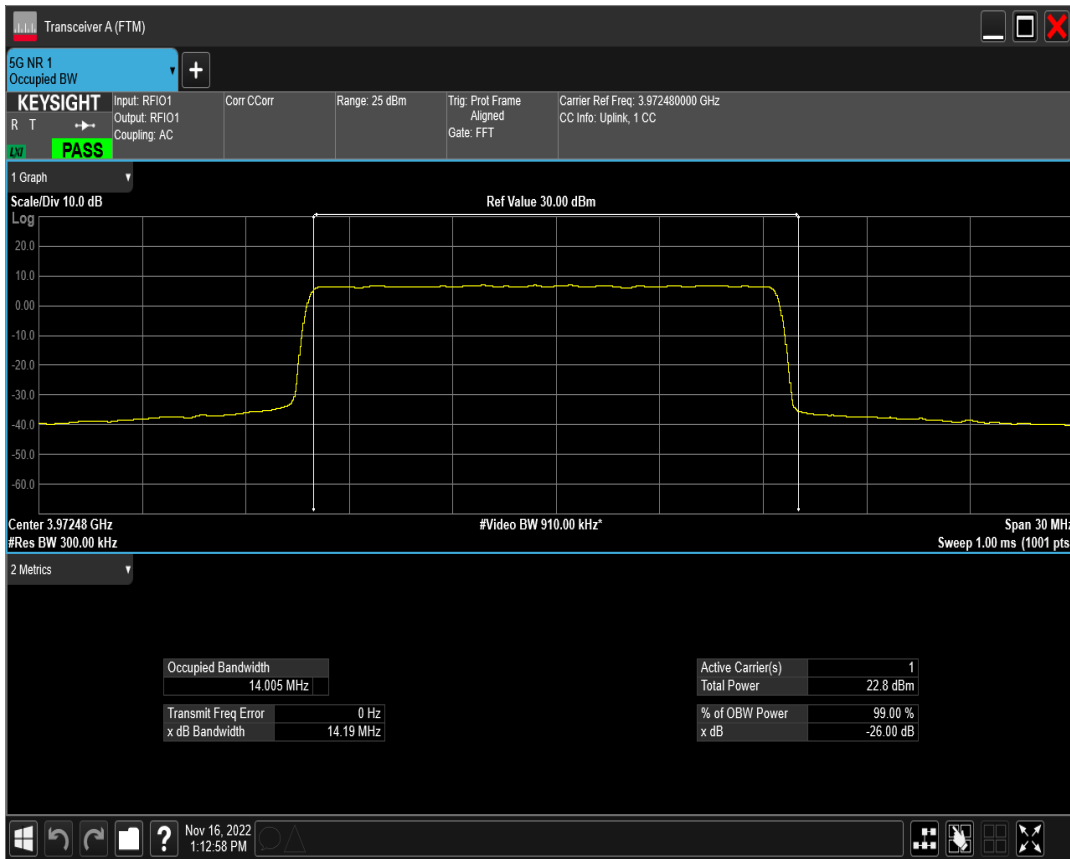 Transceiver A (FTM)
5G NR 1
Occupied BW
+
KEYSIGHT
R T
LXI
PASS
Input: RFIO1
Output: RFIO1
Coupling: AC
Corr CCorr
Range: 25 dBm
Trig: Prot Frame
Aligned
Gate: FFT
Carrier Ref Freq: 3.972480000 GHz
CC Info: Uplink, 1 CC
1 Graph
Scale/Div 10.0 dB
Ref Value 30.00 dBm
Log
20.0
10.0
0.00
-10.0
-20.0
-30.0
-40.0
-50.0
-60.0
Center 3.97248 GHz
#Video BW 910.00 kHz*
Span 30 MHz
#Res BW 300.00 kHz
Sweep 1.00 ms (1001 pts
2 Metrics
Occupied Bandwidth
14.005 MHz
Transmit Freq Error 0 Hz
x dB Bandwidth 14.19 MHz
Active Carrier(s) 1
Total Power 22.8 dBm
% of OBW Power 99.00 %
x dB -26.00 dB
?
Nov 16, 2022
1:12:58 PM